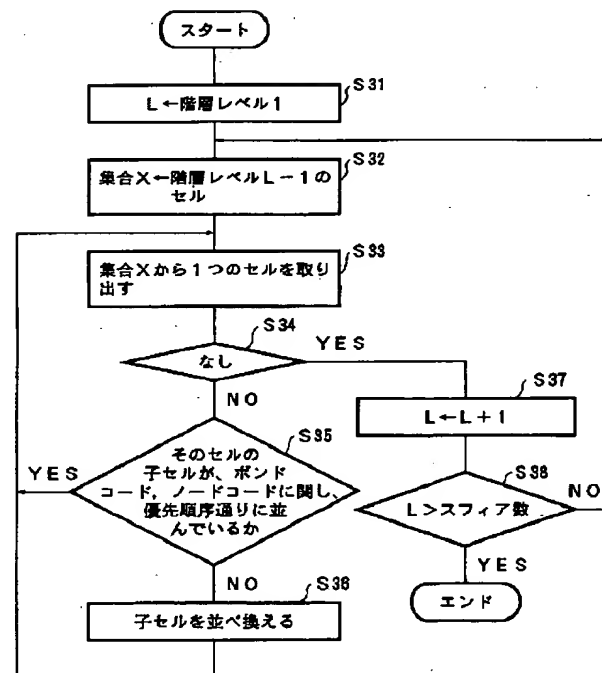 スタート
S31
L←階層レベル1
S32
集合X←階層レベルL-1の
セル
S33
集合Xから1つのセルを取り
出す
S34
なし
YES
NO
S35
そのセルの
子セルが、ボンド
コード,ノードコードに関し、
優先順序通りに並
んでいるか
YES
NO
S36
子セルを並べ換える
S37
L←L+1
S38
L>スフィア数
NO
YES
エンド